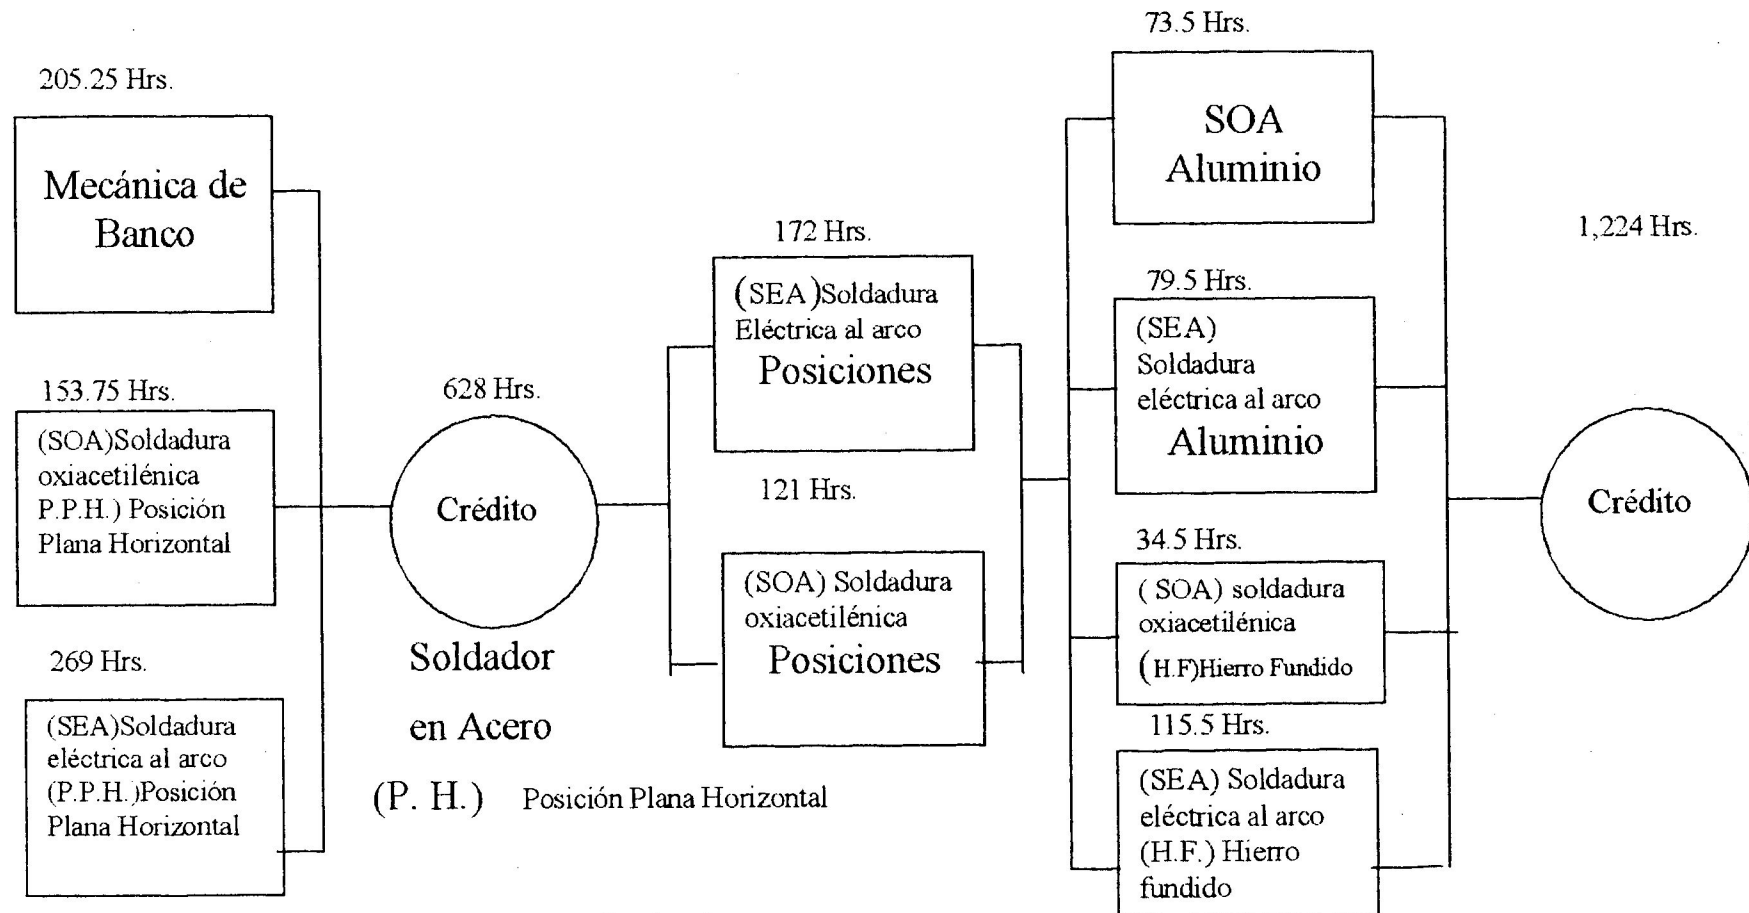 205.25 Hrs.
Mecánica de
Banco
153.75 Hrs.
(SOA)Soldadura
oxiacetilénica
P.P.H.) Posición
Plana Horizontal
269 Hrs.
(SEA)Soldadura
eléctrica al arco
(P.P.H.)Posición
Plana Horizontal
628 Hrs.
Crédito
Soldador
en Acero
(P. H.) Posición Plana Horizontal
172 Hrs.
(SEA)Soldadura
Eléctrica al arco
Posiciones
121 Hrs.
(SOA) Soldadura
oxiacetilénica
Posiciones
73.5 Hrs.
SOA
Aluminio
79.5 Hrs.
(SEA)
Soldadura
eléctrica al arco
Aluminio
34.5 Hrs.
( SOA) soldadura
oxiacetilénica
(H.F)Hierro Fundido
115.5 Hrs.
(SEA) Soldadura
eléctrica al arco
(H.F.) Hierro
fundido
1,224 Hrs.
Crédito